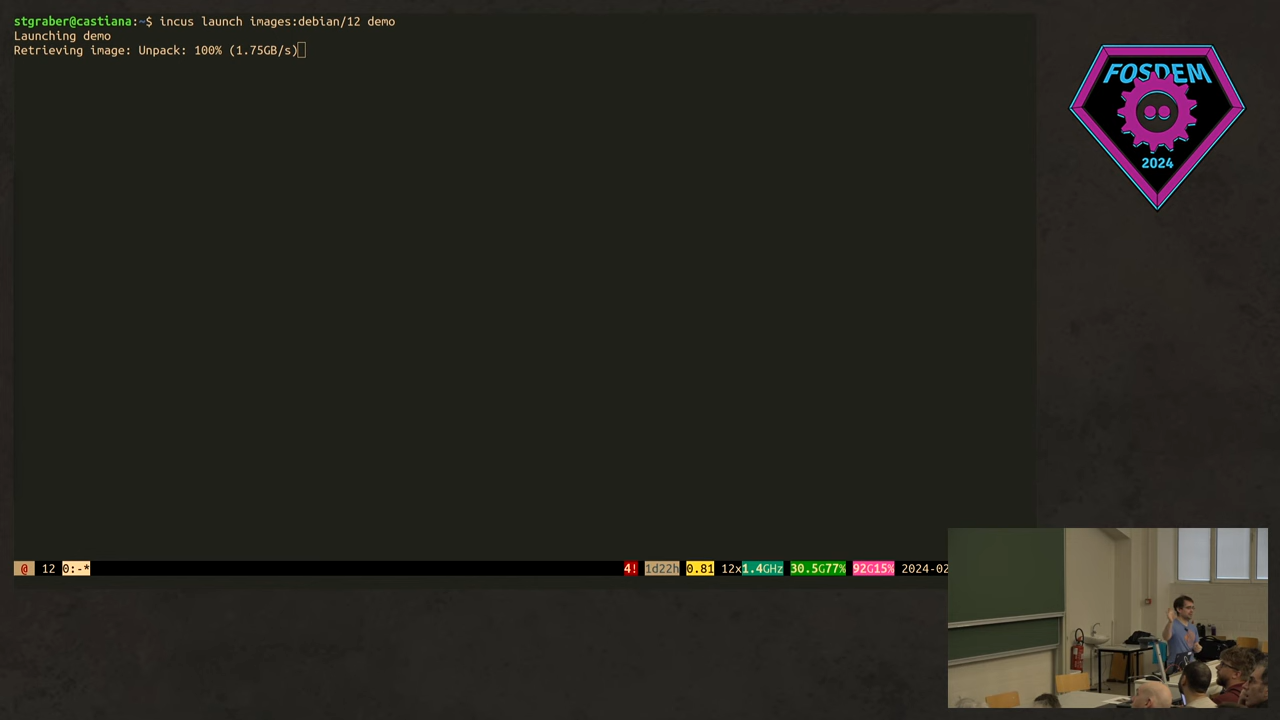 stgraber@castiana:~$ incus launch images:debian/12 demo
Launching demo
Retrieving image: Unpack: 100% (1.75GB/s)
FOSDEM
2024
@ 12 0:-* 4! 1d22h 0.81 12x1.4GHz 30.5G77% 92G15% 2024-02